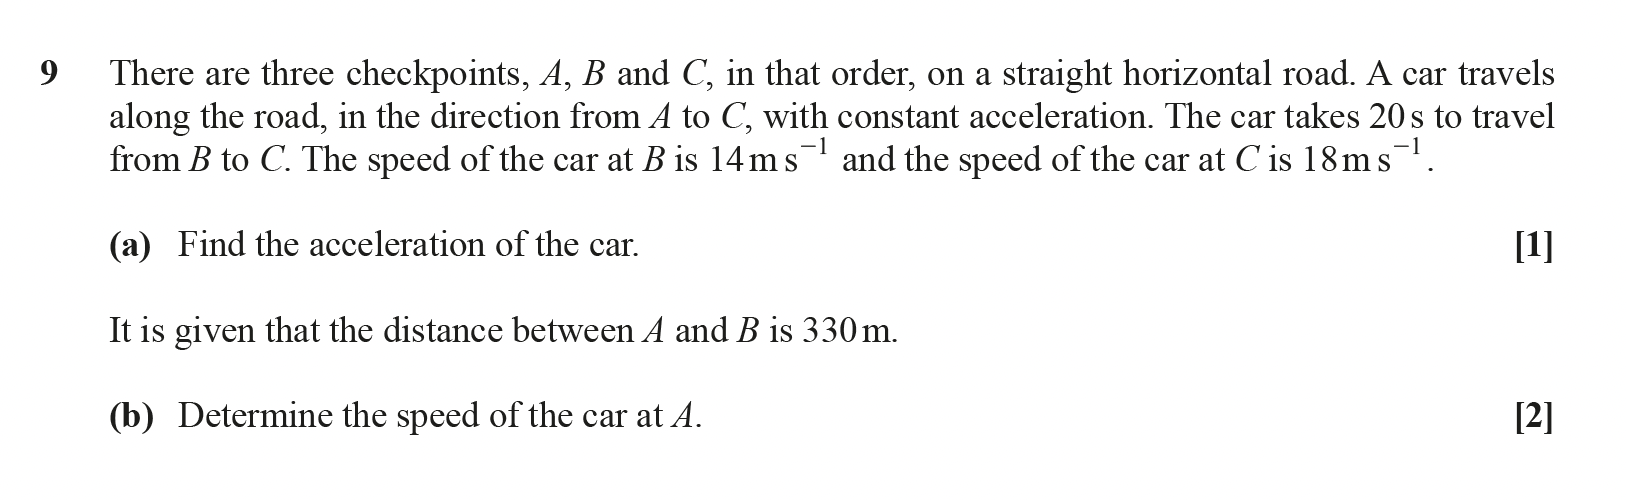 9 There are three checkpoints, A, B and C, in that order, on a straight horizontal road. A car travels
along the road, in the direction from A to C, with constant acceleration. The car takes 20 s to travel
from B to C. The speed of the car at B is 14 m s⁻¹ and the speed of the car at C is 18 m s⁻¹.
(a) Find the acceleration of the car. [1]
It is given that the distance between A and B is 330 m.
(b) Determine the speed of the car at A. [2]